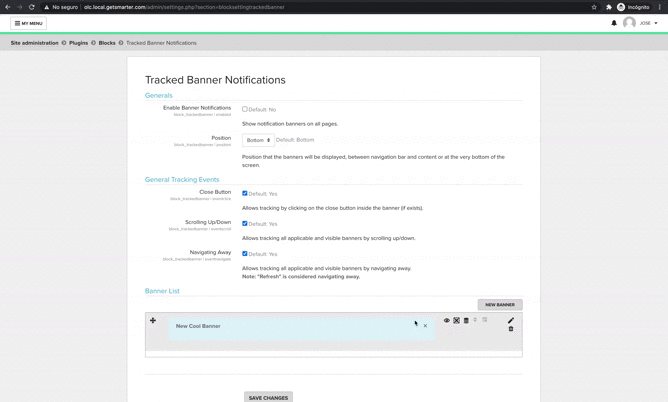 No seguro
olc.local.getsmarter.com/admin/settings.php?section=blocksettingtrackedbanner
Incógnito
MY MENU
JOSE
Site administration
Plugins
Blocks
Tracked Banner Notifications
Tracked Banner Notifications
Generals
Enable Banner Notifications
Default: No
block_trackedbanner / enabled
Show notification banners on all pages.
Position
Bottom
Default: Bottom
block_trackedbanner / position
Position that the banners will be displayed; between navigation bar and content or at the very bottom of the
screen.
General Tracking Events
Close Button
Default: Yes
block_trackedbanner / eventclick
Allows tracking by clicking on the close button inside the banner (if exists).
Scrolling Up/Down
Default: Yes
block_trackedbanner / eventscroll
Allows tracking all applicable and visible banners by scrolling up/down.
Navigating Away
Default: Yes
block_trackedbanner / eventnavigate
Allows tracking all applicable and visible banners by navigating away.
Note: "Refresh" is considered navigating away.
Banner List
NEW BANNER
New Cool Banner
SAVE CHANGES